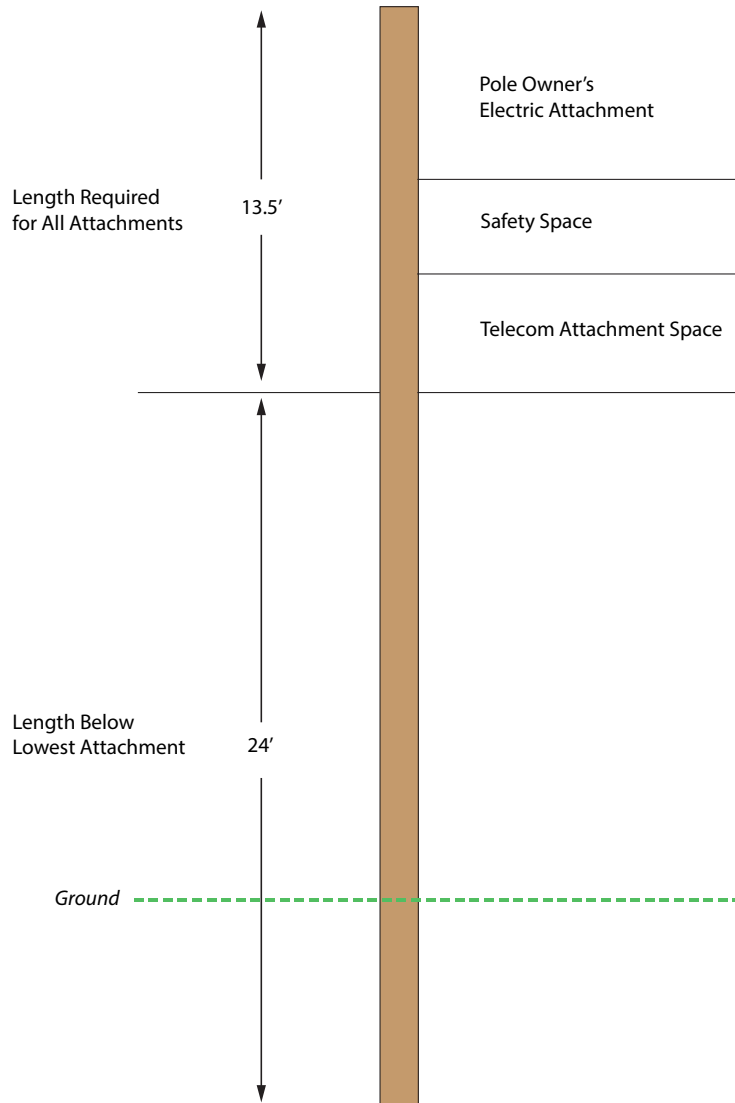 Pole Owner’s
Electric Attachment
Length Required
for All Attachments
13.5’
Safety Space
Telecom Attachment Space
Length Below
Lowest Attachment
24’
Ground